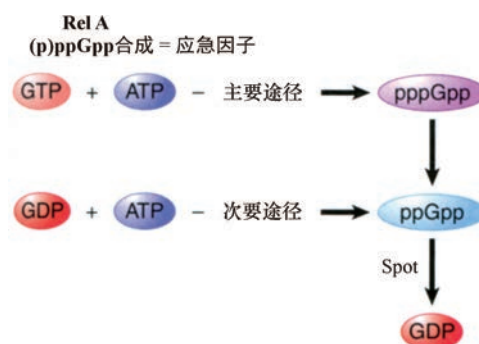 Rel A
(p)ppGpp合成 = 应急因子
GTP + ATP − 主要途径 pppGpp
GDP + ATP − 次要途径 ppGpp
Spot
GDP